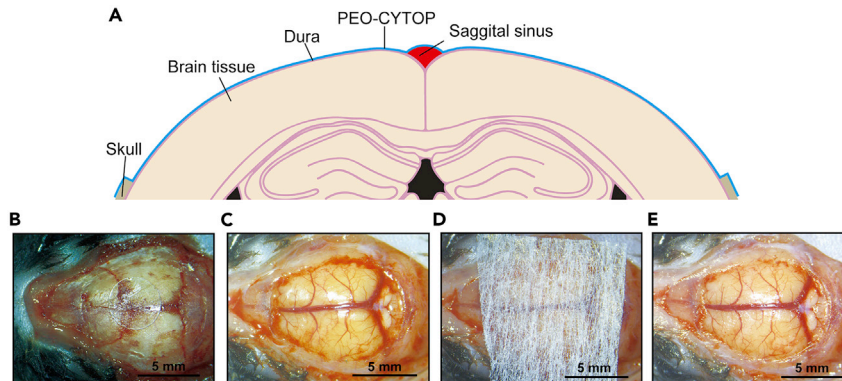 A
PEO-CYTOP
Dura
Saggital sinus
Brain tissue
Skull
B
C
D
E
5 mm
5 mm
5 mm
5 mm